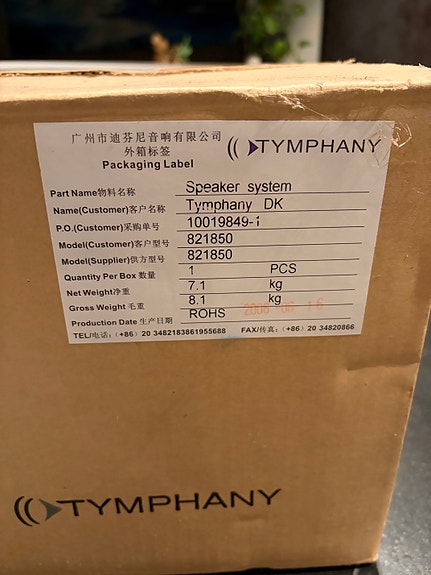 广州市迪芬尼音响有限公司
外箱标签
Packaging Label
TYMPHANY
Part Name物料名称 Speaker system
Name(Customer)客户名称 Tymphany DK
P.O.(Customer)采购单号 10019849-1
Model(Customer)客户型号 821850
Model(Supplier)供方型号 821850
Quantity Per Box 数量 1 PCS
Net Weight净重 7.1 kg
Gross Weight 毛重 8.1 kg
Production Date 生产日期 ROHS
TEL/电话:(+86) 20 3482183861955688 FAX/传真:(+86) 20 34820866
TYMPHANY